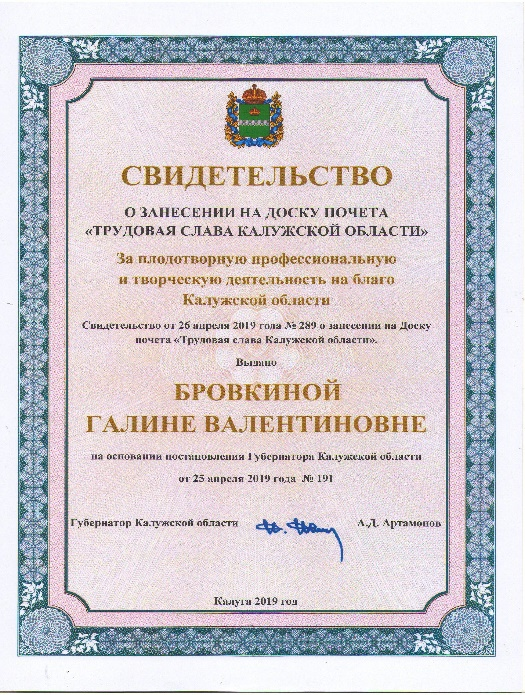 СВИДЕТЕЛЬСТВО
О ЗАНЕСЕНИИ НА ДОСКУ ПОЧЕТА
«ТРУДОВАЯ СЛАВА КАЛУЖСКОЙ ОБЛАСТИ»
За плодотворную профессиональную
и творческую деятельность на благо
Калужской области
Свидетельство от 26 апреля 2019 года № 289 о занесении на Доску
почета «Трудовая слава Калужской области».
Выдано
БРОВКИНОЙ
ГАЛИНЕ ВАЛЕНТИНОВНЕ
на основании постановления Губернатора Калужской области
от 25 апреля 2019 года № 191
Губернатор Калужской области А.Д. Артамонов
Калуга 2019 год